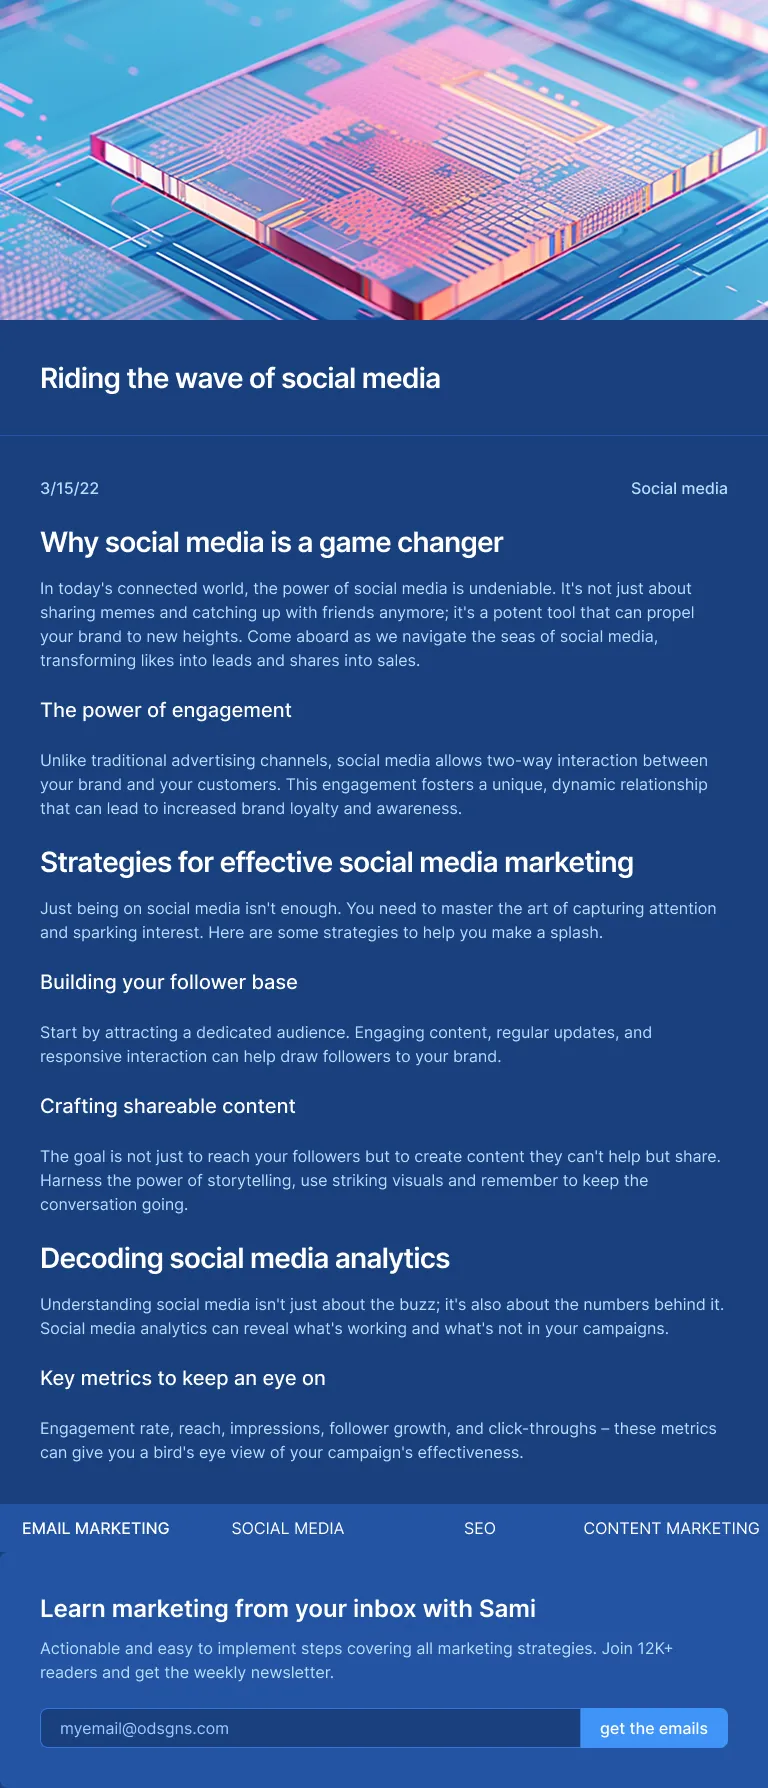 Riding the wave of social media
3/15/22
Social media
Why social media is a game changer
In today's connected world, the power of social media is undeniable. It's not just about
sharing memes and catching up with friends anymore; it's a potent tool that can propel
your brand to new heights. Come aboard as we navigate the seas of social media,
transforming likes into leads and shares into sales.
The power of engagement
Unlike traditional advertising channels, social media allows two-way interaction between
your brand and your customers. This engagement fosters a unique, dynamic relationship
that can lead to increased brand loyalty and awareness.
Strategies for effective social media marketing
Just being on social media isn't enough. You need to master the art of capturing attention
and sparking interest. Here are some strategies to help you make a splash.
Building your follower base
Start by attracting a dedicated audience. Engaging content, regular updates, and
responsive interaction can help draw followers to your brand.
Crafting shareable content
The goal is not just to reach your followers but to create content they can't help but share.
Harness the power of storytelling, use striking visuals and remember to keep the
conversation going.
Decoding social media analytics
Understanding social media isn't just about the buzz; it's also about the numbers behind it.
Social media analytics can reveal what's working and what's not in your campaigns.
Key metrics to keep an eye on
Engagement rate, reach, impressions, follower growth, and click-throughs – these metrics
can give you a bird's eye view of your campaign's effectiveness.
EMAIL MARKETING
SOCIAL MEDIA
SEO
CONTENT MARKETING
Learn marketing from your inbox with Sami
Actionable and easy to implement steps covering all marketing strategies. Join 12K+
readers and get the weekly newsletter.
myemail@odsgns.com
get the emails